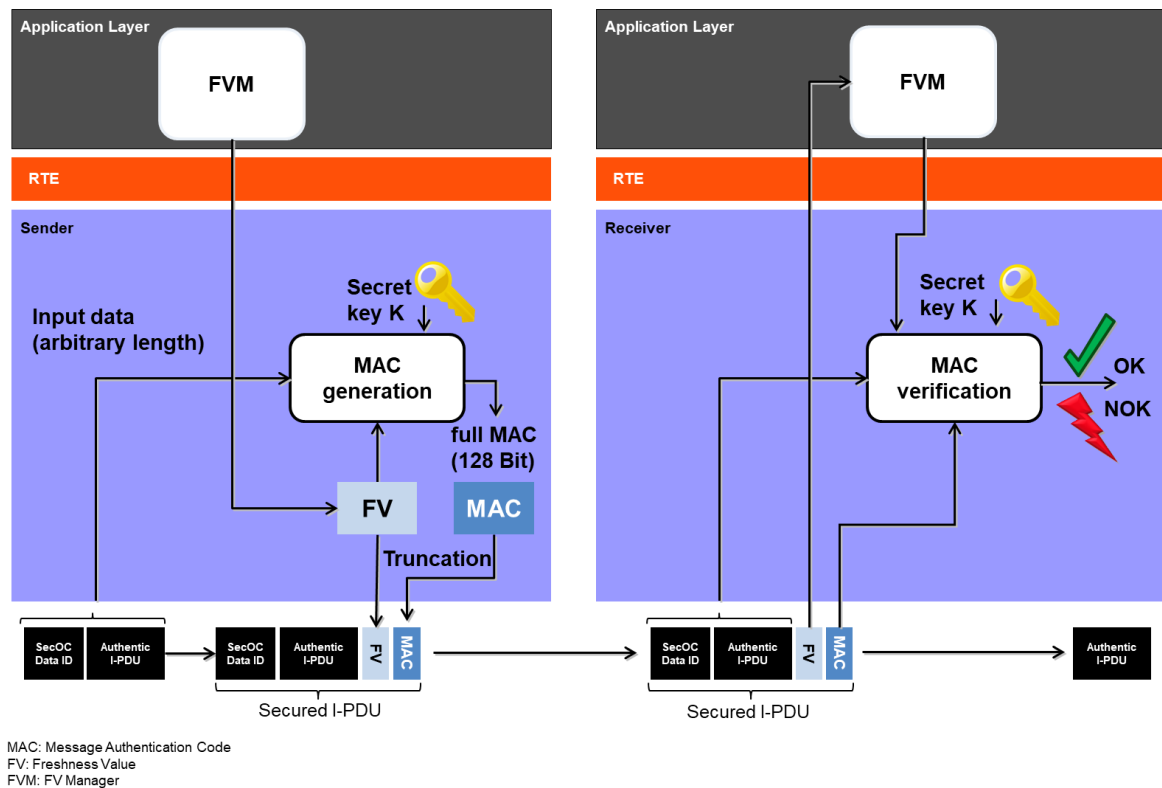 Application Layer
FVM
RTE
Sender
Secret
key K
Input data
(arbitrary length)
MAC
generation
full MAC
(128 Bit)
FV
MAC
Truncation
SecOC
Data ID
Authentic
I-PDU
SecOC
Data ID
Authentic
I-PDU
FV
MAC
Secured I-PDU
Application Layer
FVM
RTE
Receiver
Secret
key K
MAC
verification
OK
NOK
SecOC
Data ID
Authentic
I-PDU
FV
MAC
Secured I-PDU
Authentic
I-PDU
MAC: Message Authentication Code
FV: Freshness Value
FVM: FV Manager